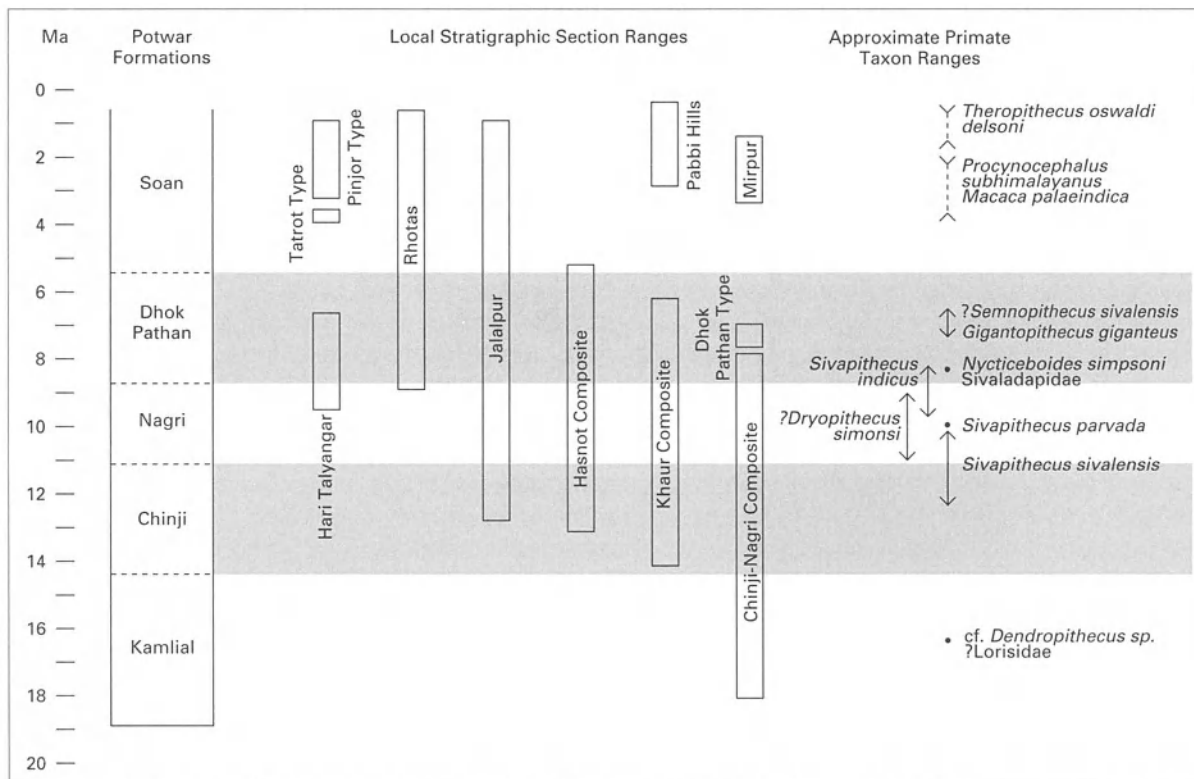 Ma
Potwar
Formations
Local Stratigraphic Section Ranges
Approximate Primate
Taxon Ranges
0
2
4
6
8
10
12
14
16
18
20
Soan
Dhok
Pathan
Nagri
Chinji
Kamlial
Tatrot Type
Pinjor Type
Hari Talyangar
Rhotas
Jalalpur
Hasnot Composite
Pabbi Hills
Khaur Composite
Mirpur
Dhok
Pathan Type
Chinji-Nagri Composite
Theropithecus oswaldi
delsoni
Procynocephalus
subhimalayanus
Macaca palaeindica
?Semnopithecus sivalensis
Gigantopithecus giganteus
Sivapithecus
indicus
Nycticeboides simpsoni
Sivaladapidae
?Dryopithecus
simonsi
Sivapithecus parvada
Sivapithecus sivalensis
cf. Dendropithecus sp.
?Lorisidae